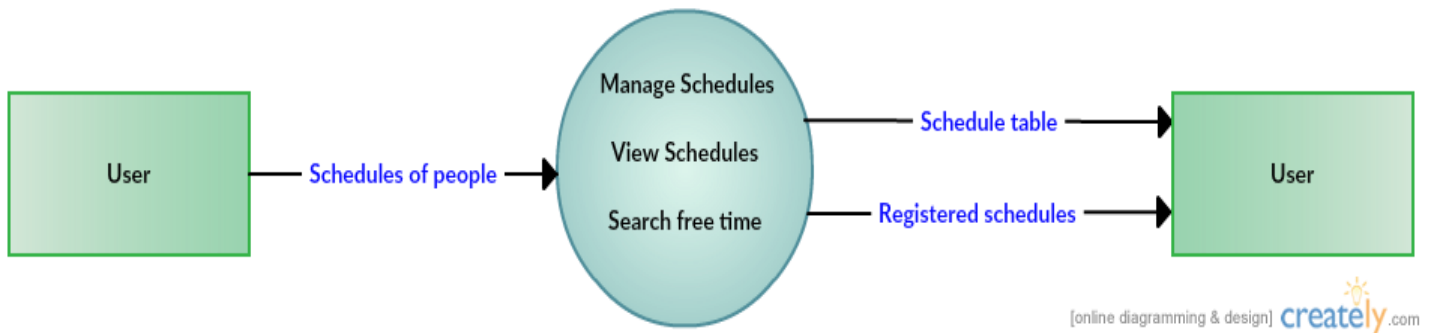 User
Schedules of people
Manage Schedules
View Schedules
Search free time
Schedule table
Registered schedules
User
[online diagramming & design] creately.com